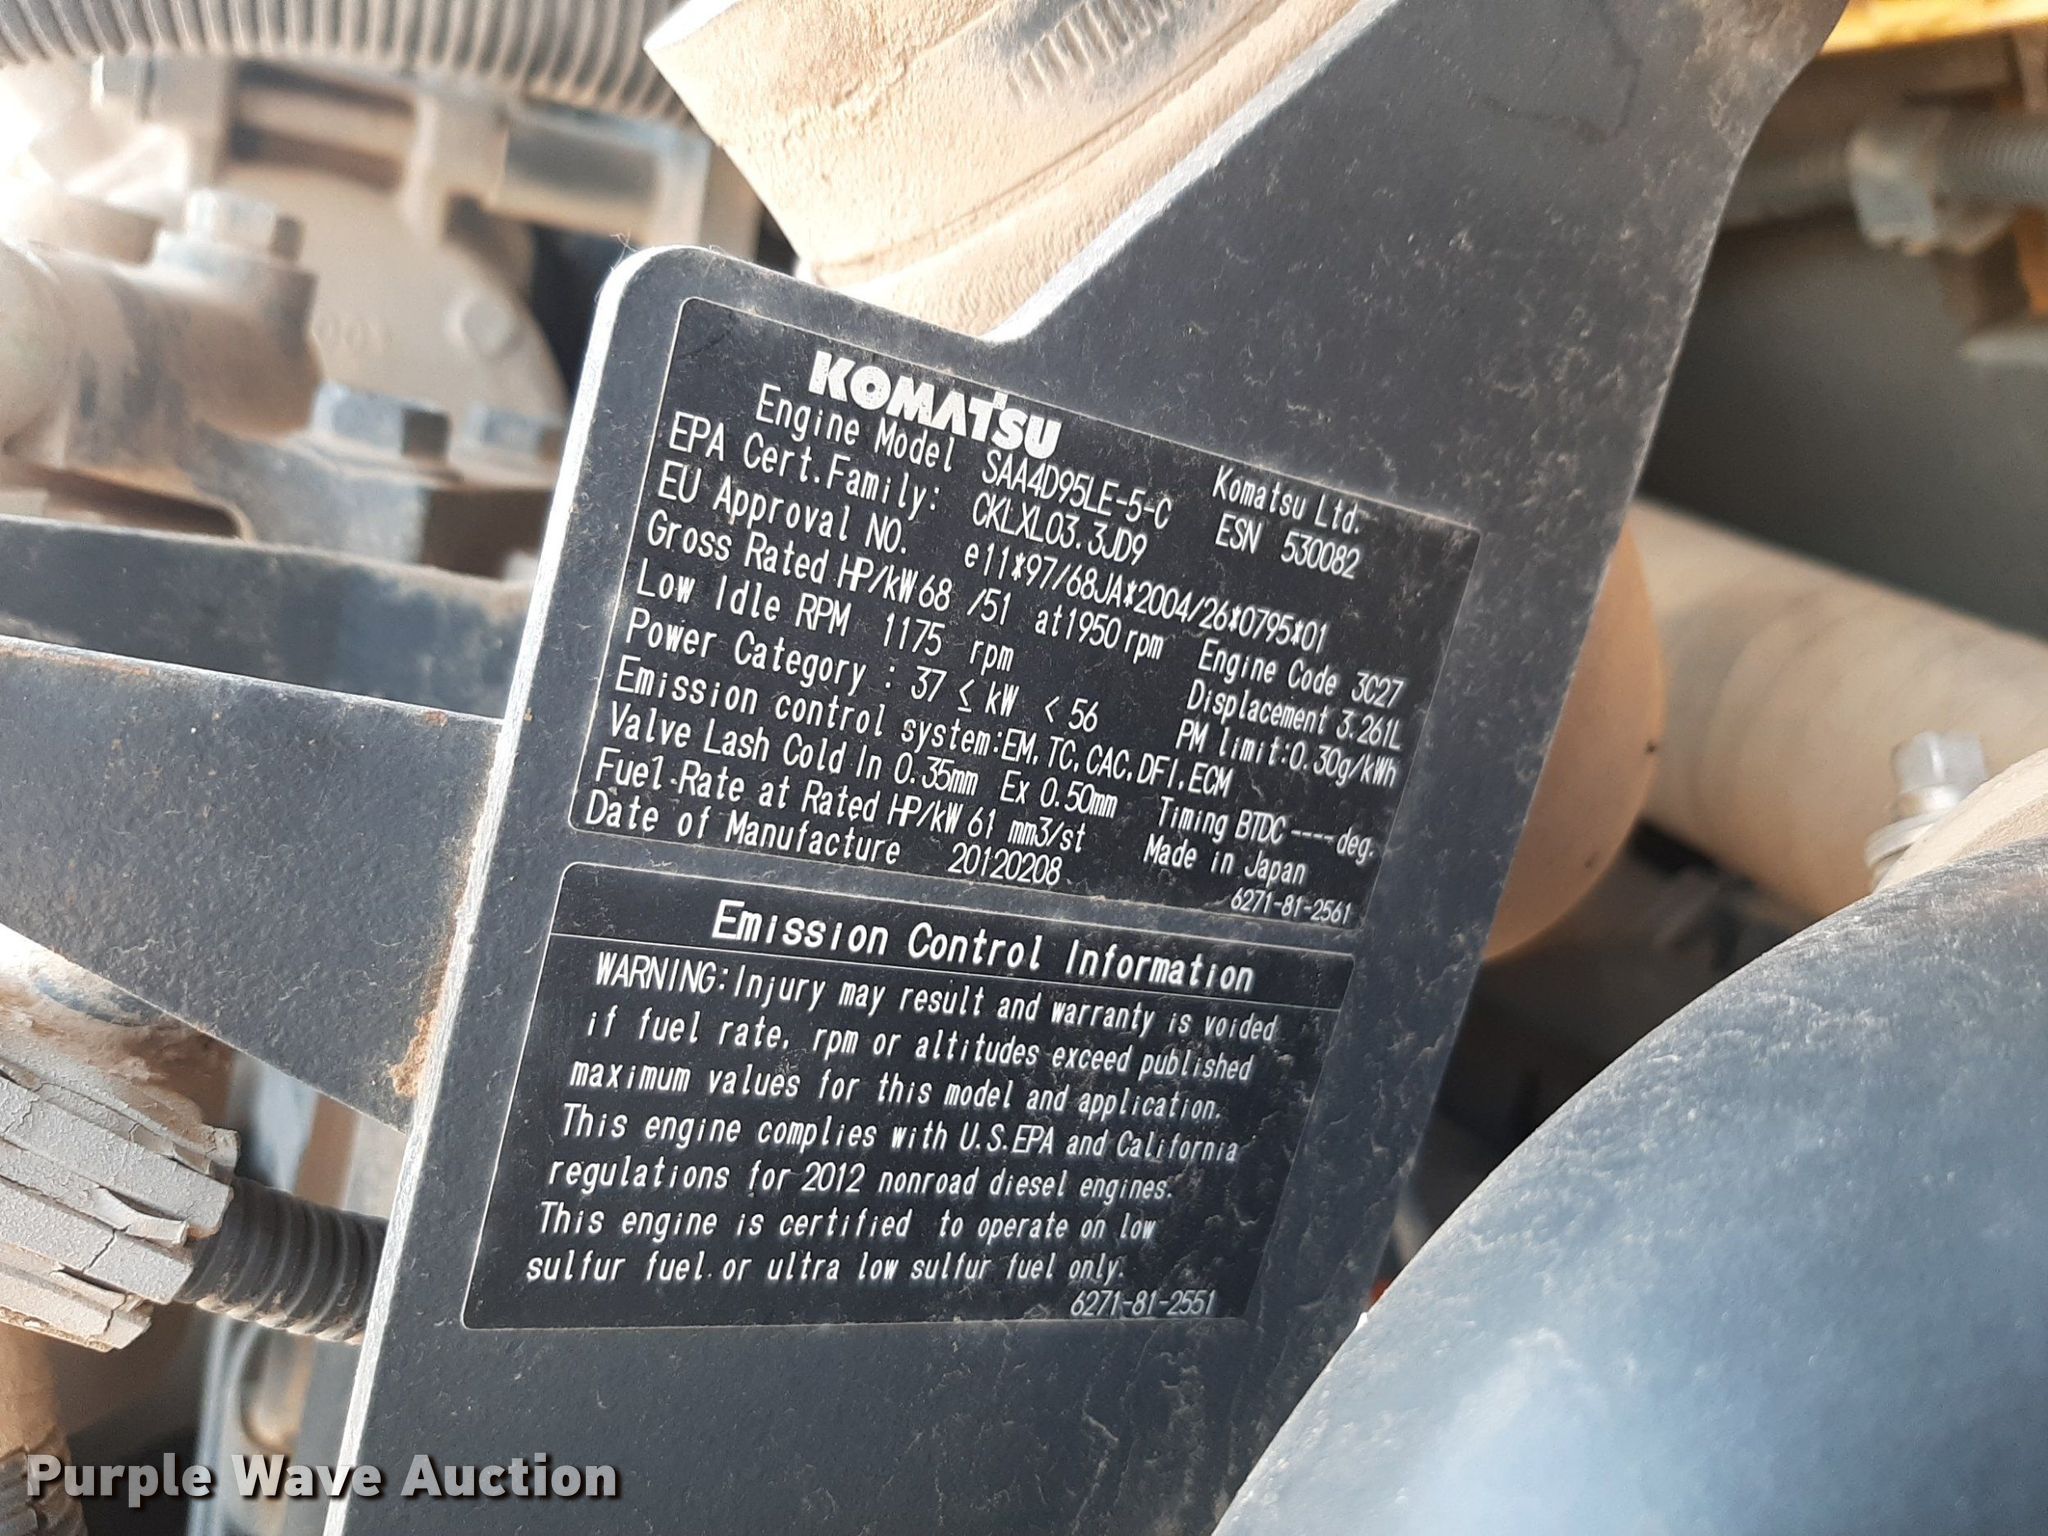 KOMATSU
Komatsu Ltd.
Engine Model SAA4D95LE-5-C ESN 530082
EPA Cert.Family: CKLXL03.3JD9
EU Approval NO. e11*97/68JA*2004/26*0795*01
Gross Rated HP/kW 68 /51 at 1950 rpm Engine Code 3C27
Low Idle RPM 1175 rpm Displacement 3.261L
Power Category : 37 ≤ kW < 56 PM limit:0.30g/kWh
Emission control system:EM,TC,CAC,DFI,ECM
Valve Lash Cold In 0.35mm Ex 0.50mm Timing BTDC ----deg.
Fuel Rate at Rated HP/kW 61 mm3/st Made in Japan
Date of Manufacture 20120208 6271-81-2561
Emission Control Information
WARNING:Injury may result and warranty is voided
if fuel rate, rpm or altitudes exceed published
maximum values for this model and application.
This engine complies with U.S.EPA and California
regulations for 2012 nonroad diesel engines.
This engine is certified to operate on low
sulfur fuel or ultra low sulfur fuel only.
6271-81-2551
Purple Wave Auction